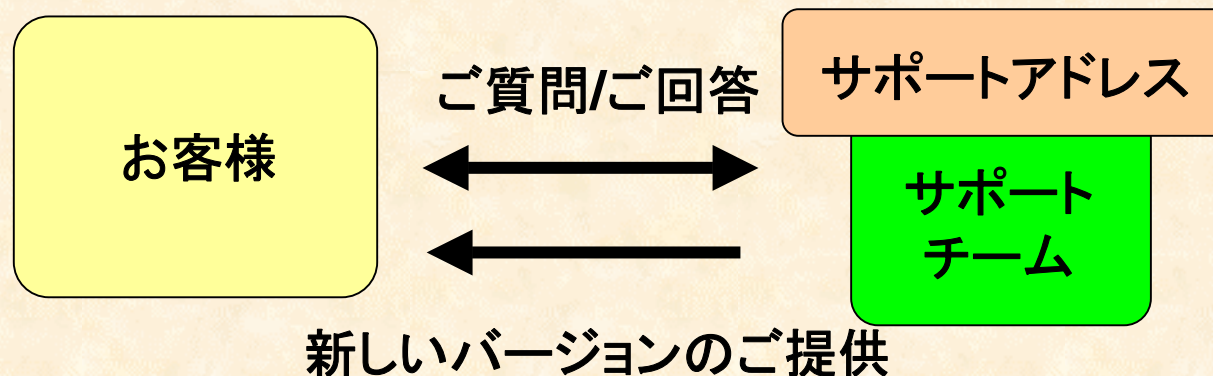 お客様
ご質問/ご回答
サポートアドレス
サポート
チーム
新しいバージョンのご提供